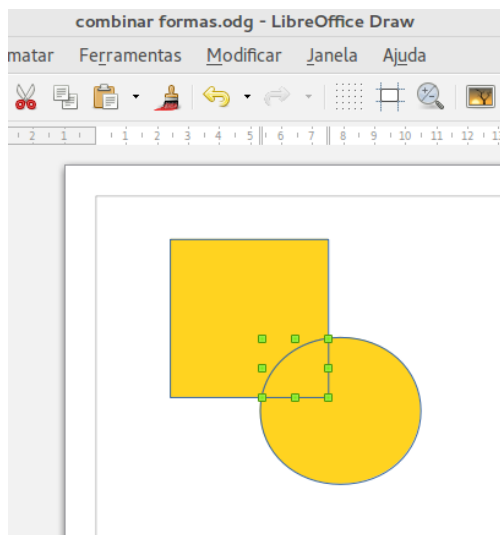 combinar formas.odg - LibreOffice Draw
matar Ferramentas Modificar Janela Ajuda
2 1 1 2 3 4 5 6 7 8 9 10 11 12